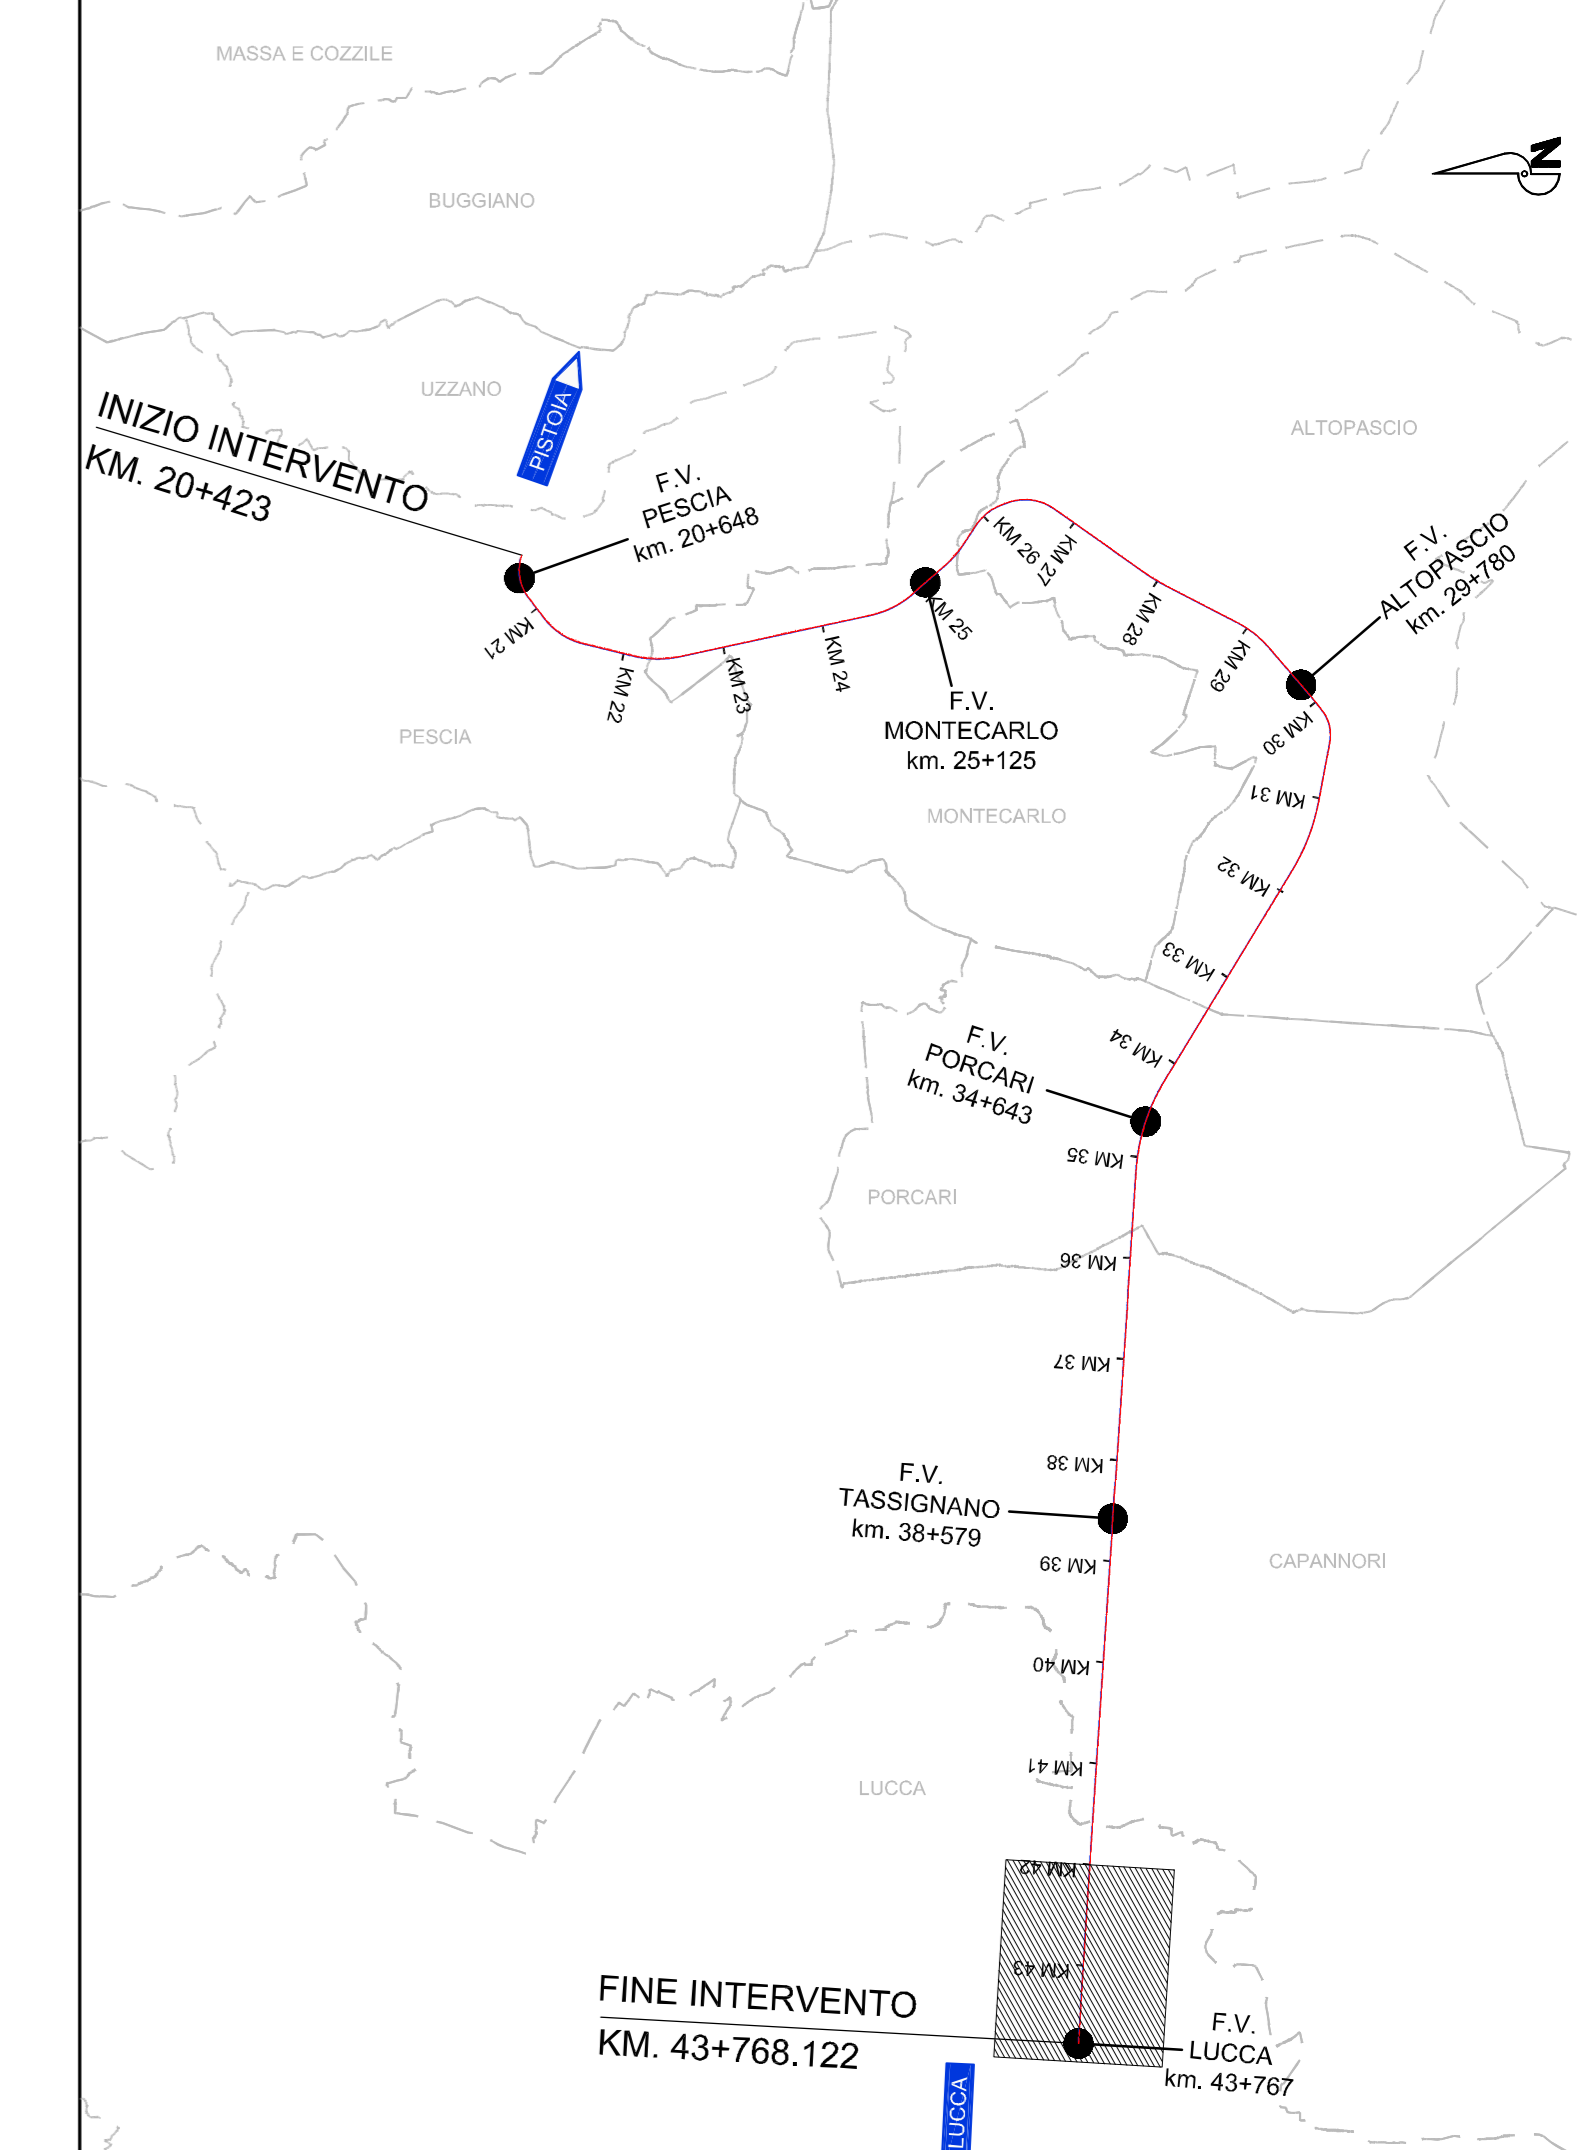 MASSA E COZZILE
N
BUGGIANO
UZZANO
PISTOIA
INIZIO INTERVENTO
KM. 20+423
ALTOPASCIO
F.V.
PESCIA
km. 20+648
F.V.
ALTOPASCIO
km. 29+780
KM 21
KM 22
KM 23
KM 24
KM 25
KM 26
KM 27
KM 28
KM 29
KM 30
F.V.
MONTECARLO
km. 25+125
PESCIA
MONTECARLO
KM 31
KM 32
KM 33
KM 34
F.V.
PORCARI
km. 34+643
KM 35
PORCARI
KM 36
KM 37
KM 38
F.V.
TASSIGNANO
km. 38+579
KM 39
CAPANNORI
KM 40
KM 41
LUCCA
KM 42
KM 43
FINE INTERVENTO
KM. 43+768.122
F.V.
LUCCA
km. 43+767
LUCCA